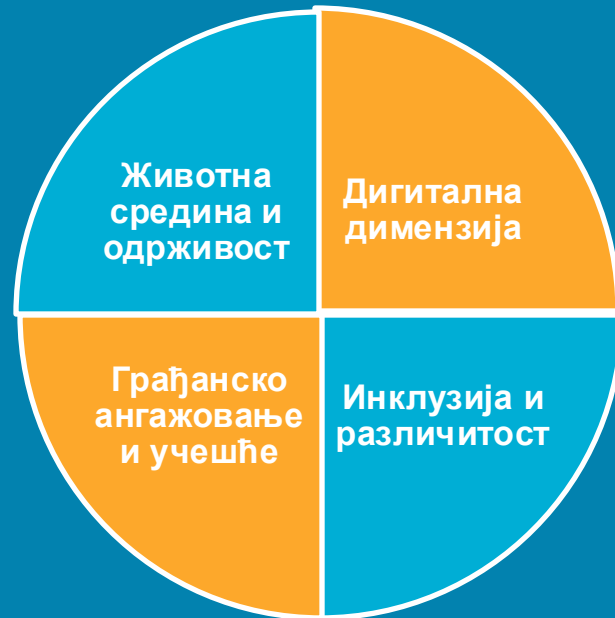 Животна
средина и
одрживост
Дигитална
димензија
Грађанско
ангажовање
и учешће
Инклузија и
различитост